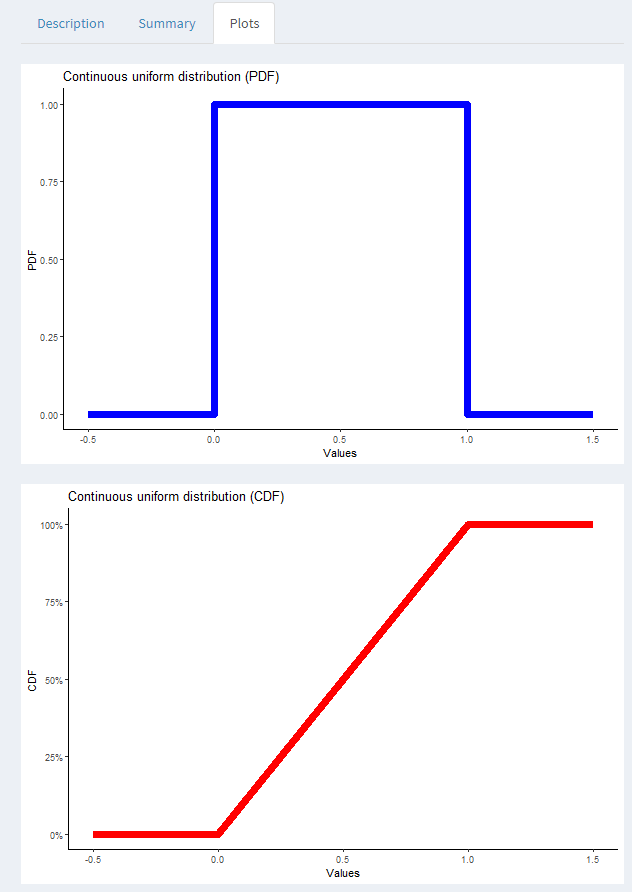 Description Summary Plots
Continuous uniform distribution (PDF)
1.00
0.75
0.50
0.25
0.00
PDF
-0.5 0.0 0.5 1.0 1.5
Values
Continuous uniform distribution (CDF)
100%
75%
50%
25%
0%
CDF
-0.5 0.0 0.5 1.0 1.5
Values